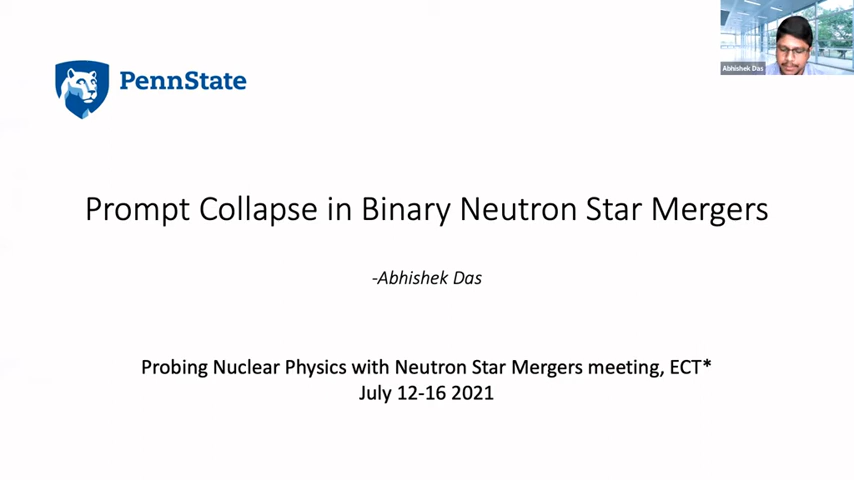 Abhishek Das
PennState
Prompt Collapse in Binary Neutron Star Mergers
-Abhishek Das
Probing Nuclear Physics with Neutron Star Mergers meeting, ECT*
July 12-16 2021